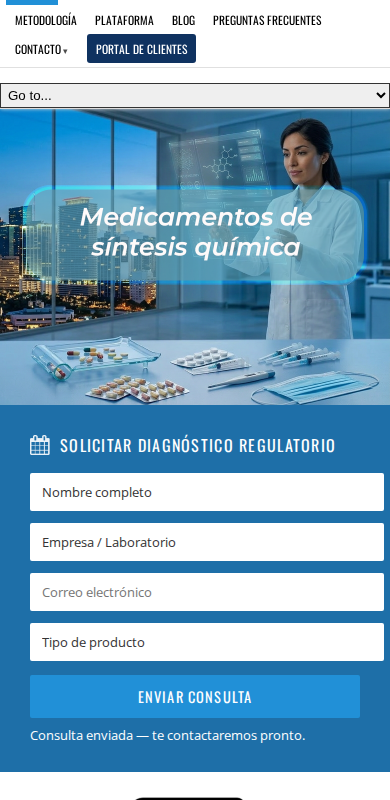 METODOLOGÍA PLATAFORMA BLOG PREGUNTAS FRECUENTES
CONTACTO ▾ PORTAL DE CLIENTES
Go to...
Medicamentos de
síntesis química
SOLICITAR DIAGNÓSTICO REGULATORIO
Nombre completo
Empresa / Laboratorio
Correo electrónico
Tipo de producto
ENVIAR CONSULTA
Consulta enviada — te contactaremos pronto.